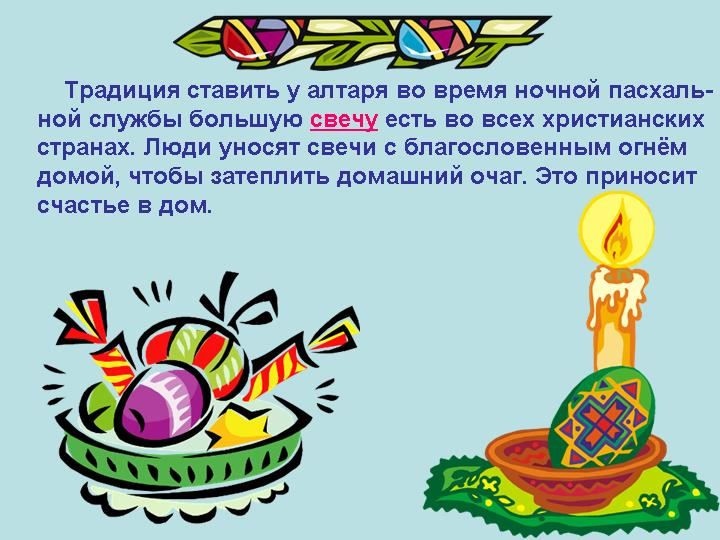 Традиция ставить у алтаря во время ночной пасхаль-
ной службы большую свечу есть во всех христианских
странах. Люди уносят свечи с благословенным огнём
домой, чтобы затеплить домашний очаг. Это приносит
счастье в дом.